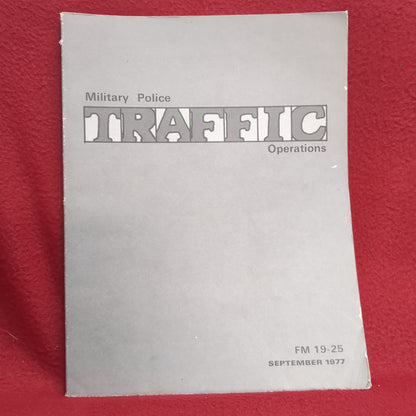 Military Police
TRAFFIC
Operations
FM 19-25
SEPTEMBER 1977